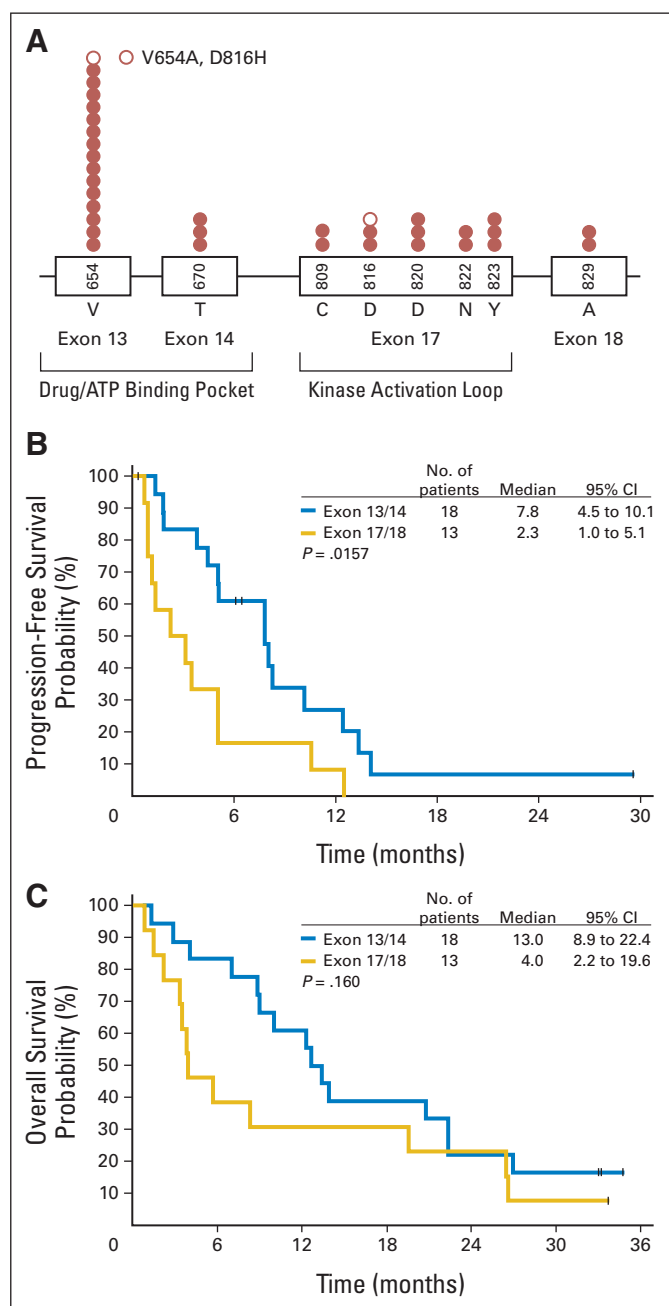 A
V654A, D816H
654 670 809 816 820 822 823 829
V T C D D N Y A
Exon 13 Exon 14 Exon 17 Exon 18
Drug/ATP Binding Pocket Kinase Activation Loop
B
No. of
patients Median 95% CI
Exon 13/14 18 7.8 4.5 to 10.1
Exon 17/18 13 2.3 1.0 to 5.1
P = .0157
Progression-Free Survival
Probability (%)
100
90
80
70
60
50
40
30
20
10
0 6 12 18 24 30
Time (months)
C
No. of
patients Median 95% CI
Exon 13/14 18 13.0 8.9 to 22.4
Exon 17/18 13 4.0 2.2 to 19.6
P = .160
Overall Survival
Probability (%)
100
90
80
70
60
50
40
30
20
10
0 6 12 18 24 30 36
Time (months)